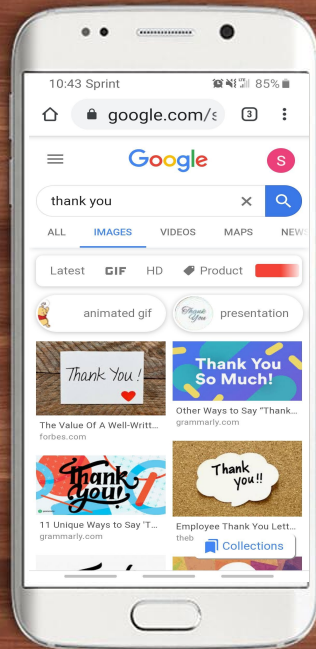 10:43 Sprint 85%
google.com/s 3
Google S
thank you
ALL IMAGES VIDEOS MAPS NEWS
Latest GIF HD Product
animated gif Thank You presentation
Thank You!
Thank You
So Much!
The Value Of A Well-Writt...
forbes.com
Other Ways to Say "Thank...
grammarly.com
Thank
you!
Thank
you!!
11 Unique Ways to Say 'T...
grammarly.com
Employee Thank You Lett...
theb
Collections